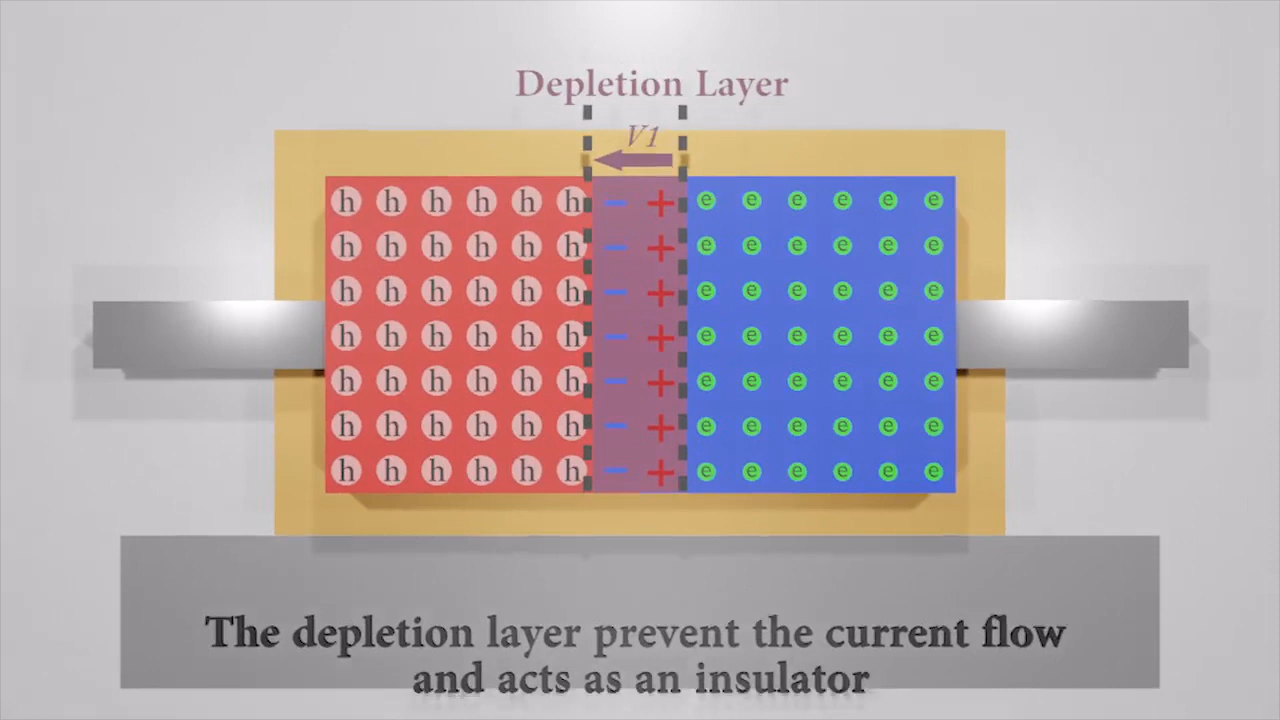 Depletion Layer
V1
h h h h h h − + e e e e e e
h h h h h h − + e e e e e e
h h h h h h − + e e e e e e
h h h h h h − + e e e e e e
h h h h h h − + e e e e e e
h h h h h h − + e e e e e e
h h h h h h − + e e e e e e
The depletion layer prevent the current flow
and acts as an insulator